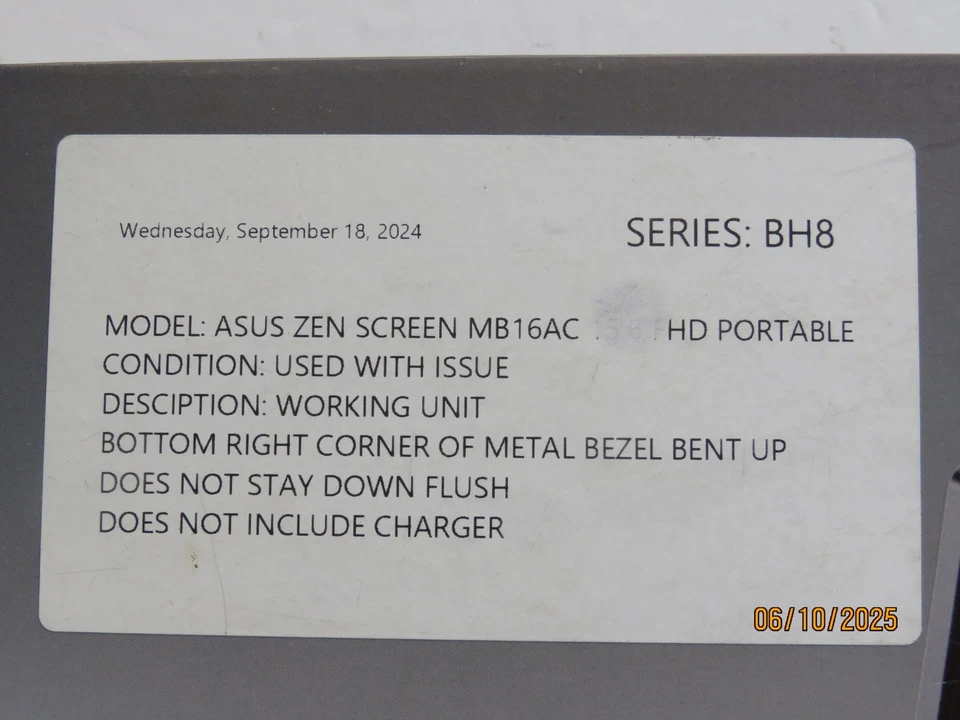 Wednesday, September 18, 2024
SERIES: BH8
MODEL: ASUS ZEN SCREEN MB16AC HD PORTABLE
CONDITION: USED WITH ISSUE
DESCIPTION: WORKING UNIT
BOTTOM RIGHT CORNER OF METAL BEZEL BENT UP
DOES NOT STAY DOWN FLUSH
DOES NOT INCLUDE CHARGER
06/10/2025